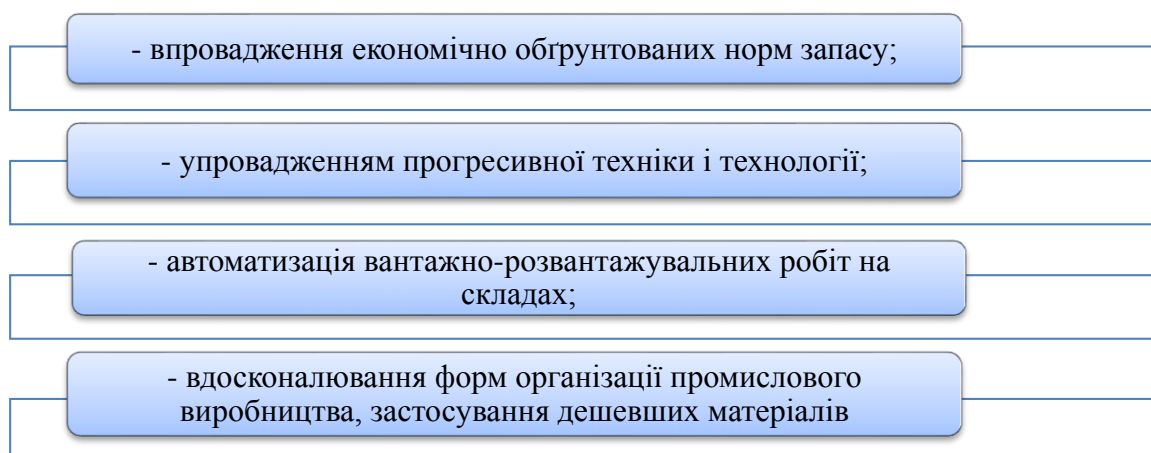 - впровадження економічно обґрунтованих норм запасу;
- упровадженням прогресивної техніки і технології;
- автоматизація вантажно-розвантажувальних робіт на
складах;
- вдосконалювання форм організації промислового
виробництва, застосування дешевших матеріалів